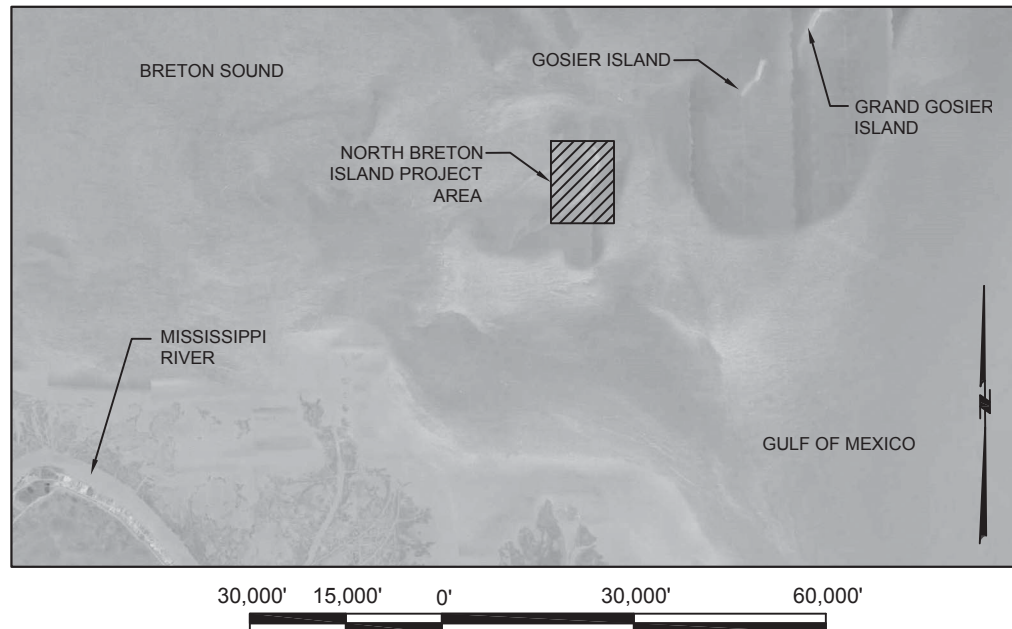 BRETON SOUND
GOSIER ISLAND
GRAND GOSIER
ISLAND
NORTH BRETON
ISLAND PROJECT
AREA
MISSISSIPPI
RIVER
GULF OF MEXICO
N
30,000' 15,000' 0' 30,000' 60,000'